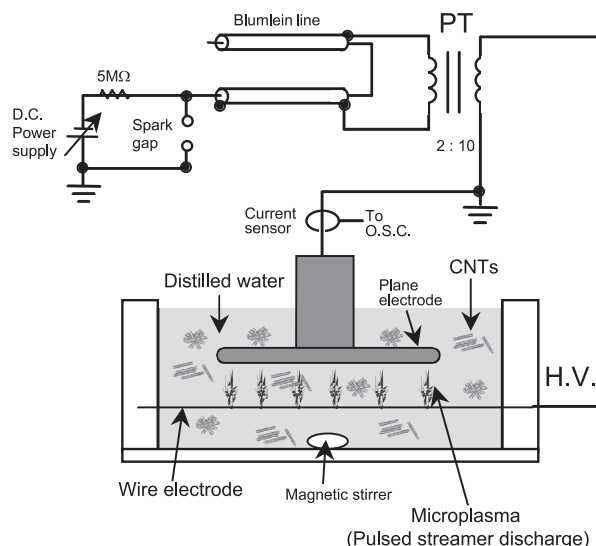 Blumlein line
PT
5MΩ
D.C.
Power
supply
Spark
gap
2 : 10
Current
sensor
To
O.S.C.
Distilled water
Plane
electrode
CNTs
H.V.
Wire electrode
Magnetic stirrer
Microplasma
(Pulsed streamer discharge)